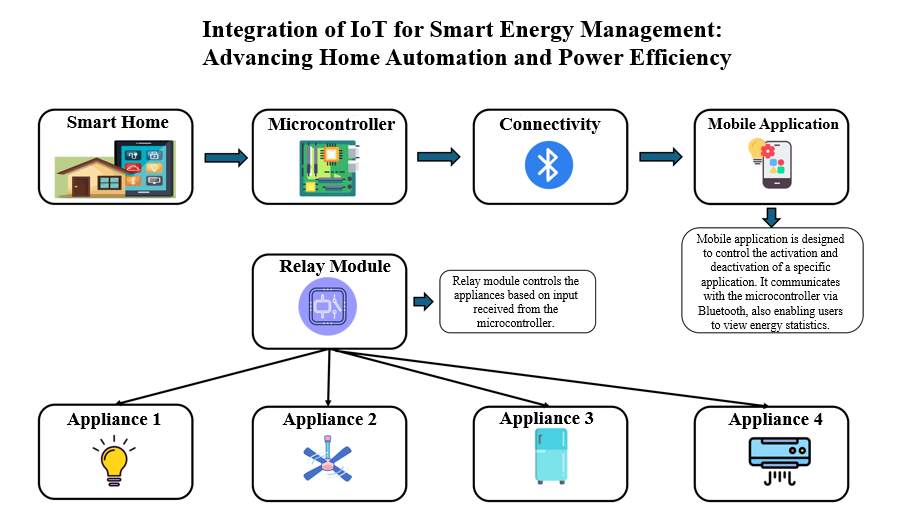 Integration of IoT for Smart Energy Management:
Advancing Home Automation and Power Efficiency
Smart Home
Microcontroller
Connectivity
Mobile Application
Mobile application is designed
to control the activation and
deactivation of a specific
application. It communicates
with the microcontroller via
Bluetooth, also enabling users
to view energy statistics.
Relay Module
Relay module controls the
appliances based on input
received from the
microcontroller.
Appliance 1
Appliance 2
Appliance 3
Appliance 4